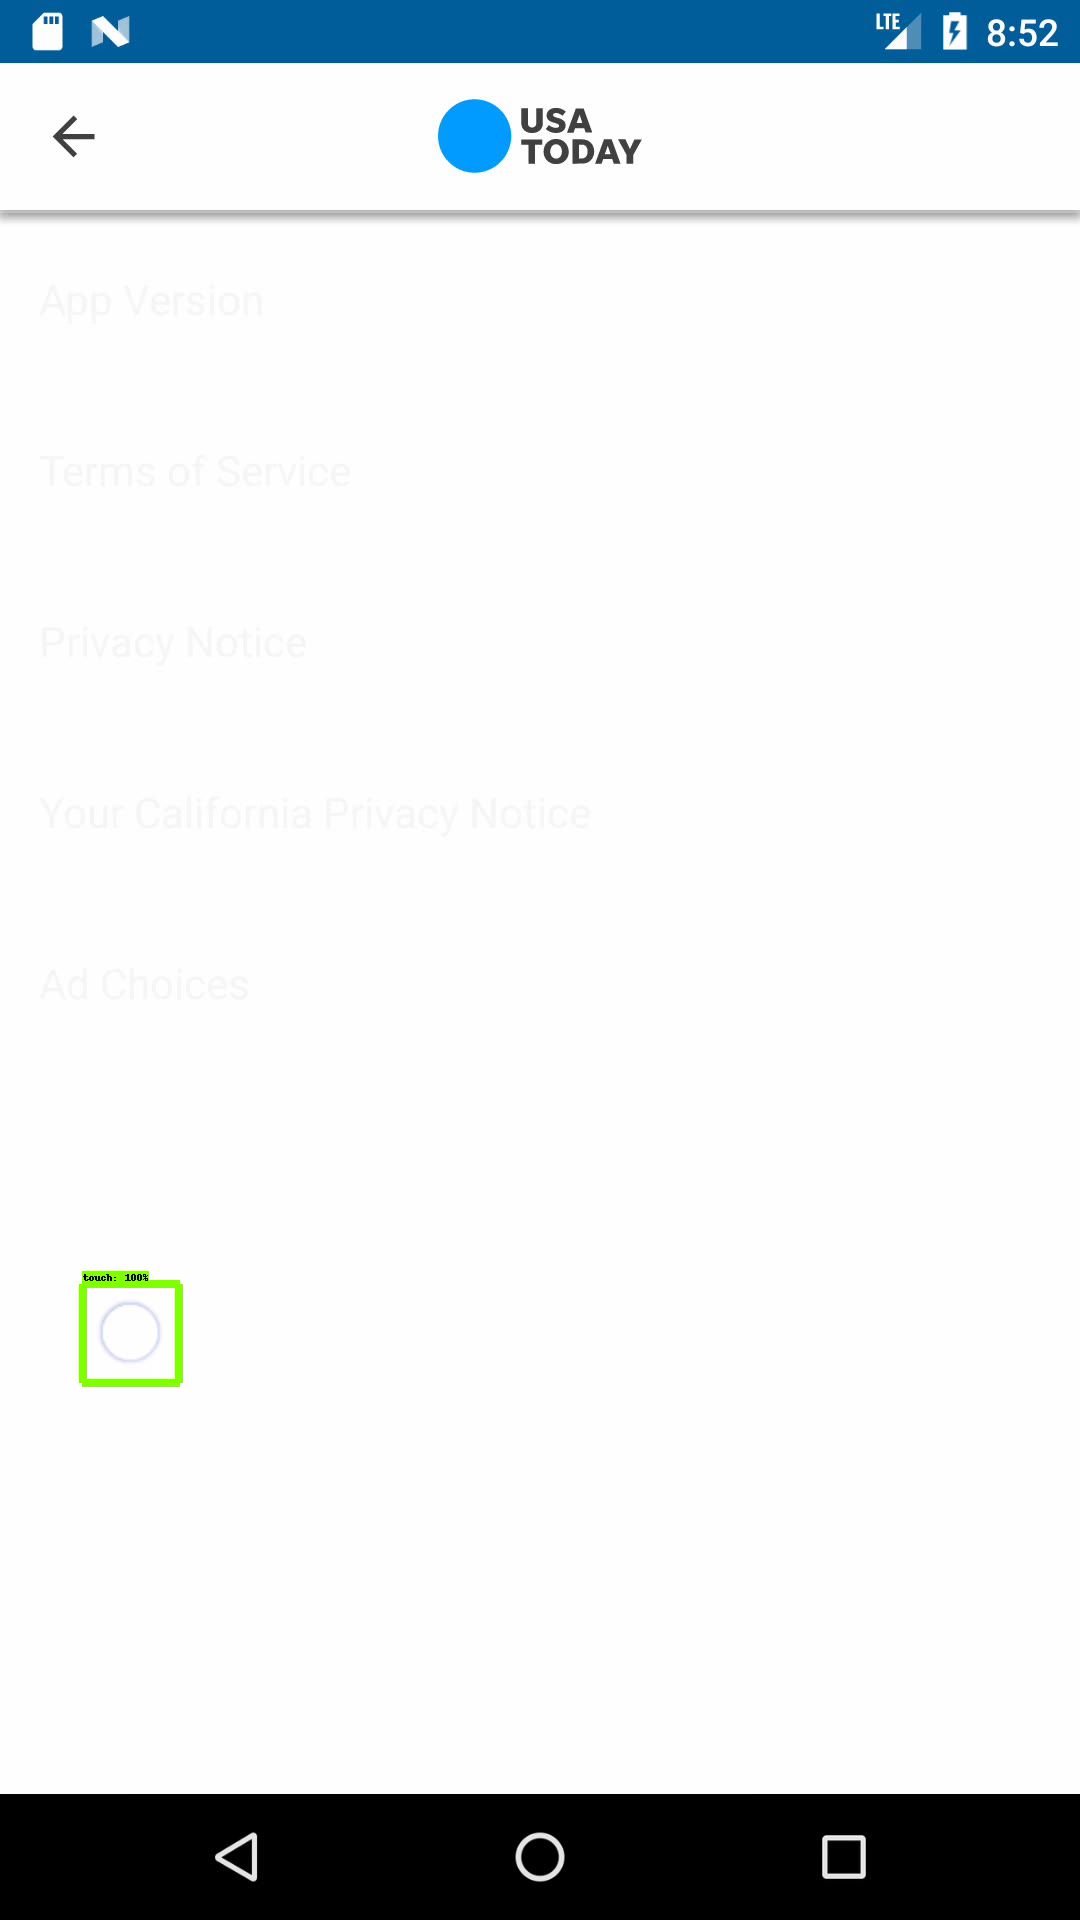 LTE 8:52
USA
TODAY
App Version
Terms of Service
Privacy Notice
Your California Privacy Notice
Ad Choices
touch: 100%